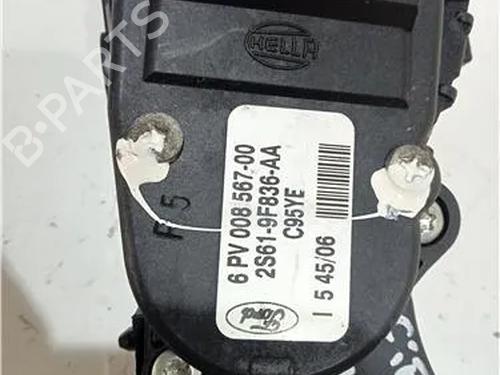 HELLA
6 PV 008 567-00
2S61-9F836-AA
C95YE
I 5 45/06
Ford
B-PARTS